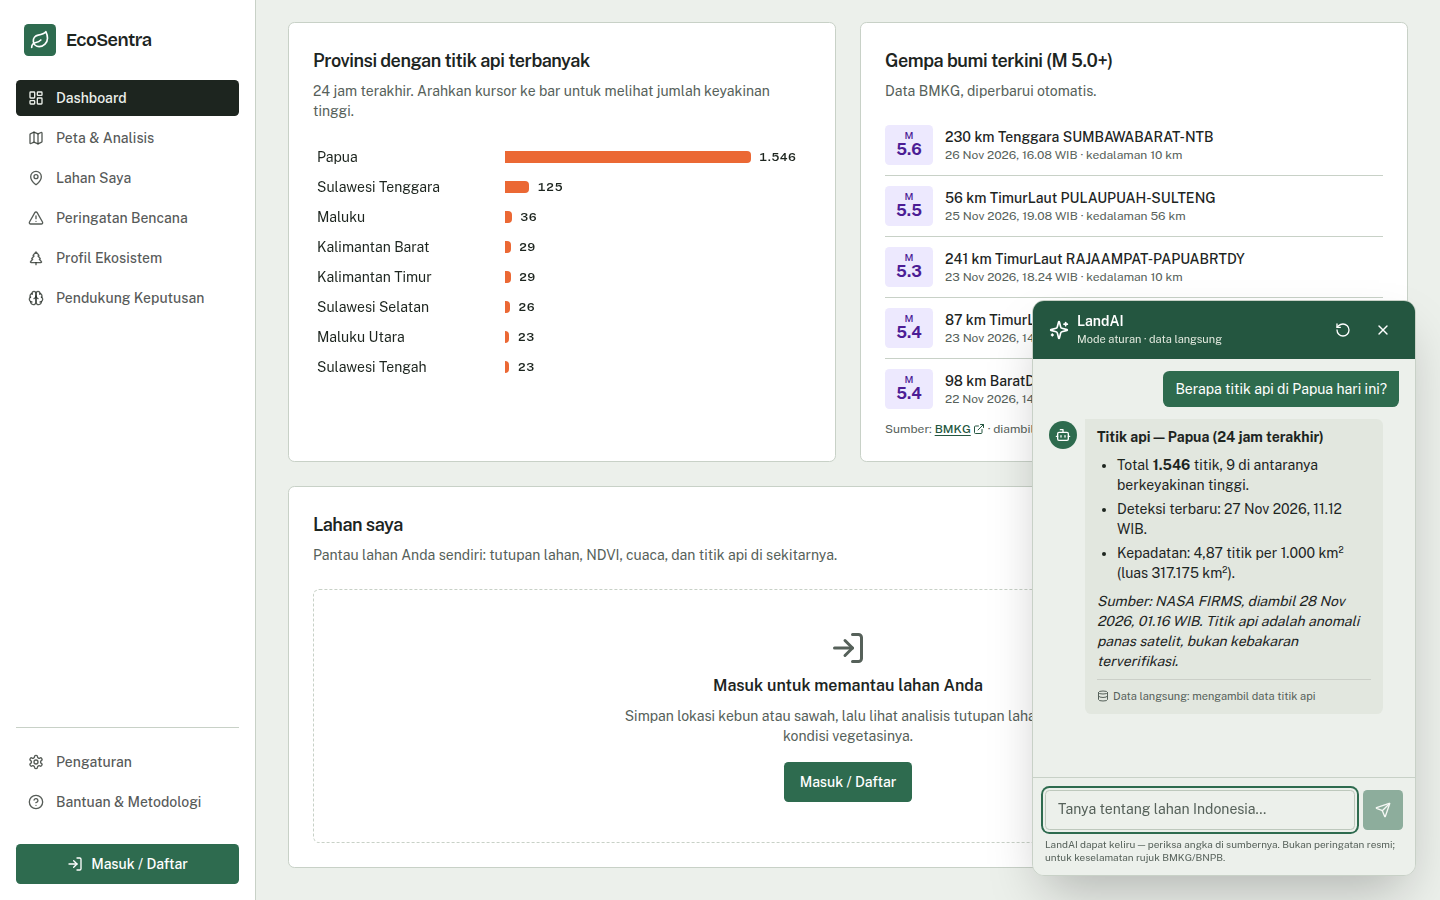 EcoSentra
Dashboard
Peta & Analisis
Lahan Saya
Peringatan Bencana
Profil Ekosistem
Pendukung Keputusan
Pengaturan
Bantuan & Metodologi
Masuk / Daftar
Provinsi dengan titik api terbanyak
24 jam terakhir. Arahkan kursor ke bar untuk melihat jumlah keyakinan
tinggi.
Papua 1.546
Sulawesi Tenggara 125
Maluku 36
Kalimantan Barat 29
Kalimantan Timur 29
Sulawesi Selatan 26
Maluku Utara 23
Sulawesi Tengah 23
Gempa bumi terkini (M 5.0+)
Data BMKG, diperbarui otomatis.
M
5.6
230 km Tenggara SUMBAWABARAT-NTB
26 Nov 2026, 16.08 WIB · kedalaman 10 km
M
5.5
56 km TimurLaut PULAUPUAH-SULTENG
25 Nov 2026, 19.08 WIB · kedalaman 56 km
M
5.3
241 km TimurLaut RAJAAMPAT-PAPUABRTDY
23 Nov 2026, 18.24 WIB · kedalaman 10 km
M
5.4
87 km TimurL
23 Nov 2026, 14
M
5.4
98 km BaratD
22 Nov 2026, 14
Sumber: BMKG · diambil
Lahan saya
Pantau lahan Anda sendiri: tutupan lahan, NDVI, cuaca, dan titik api di sekitarnya.
Masuk untuk memantau lahan Anda
Simpan lokasi kebun atau sawah, lalu lihat analisis tutupan laha
kondisi vegetasinya.
Masuk / Daftar
LandAI
Mode aturan · data langsung
Berapa titik api di Papua hari ini?
Titik api — Papua (24 jam terakhir)
• Total 1.546 titik, 9 di antaranya
berkeyakinan tinggi.
• Deteksi terbaru: 27 Nov 2026, 11.12
WIB.
• Kepadatan: 4,87 titik per 1.000 km²
(luas 317.175 km²).
Sumber: NASA FIRMS, diambil 28 Nov
2026, 01.16 WIB. Titik api adalah anomali
panas satelit, bukan kebakaran
terverifikasi.
Data langsung: mengambil data titik api
Tanya tentang lahan Indonesia...
LandAI dapat keliru — periksa angka di sumbernya. Bukan peringatan resmi;
untuk keselamatan rujuk BMKG/BNPB.